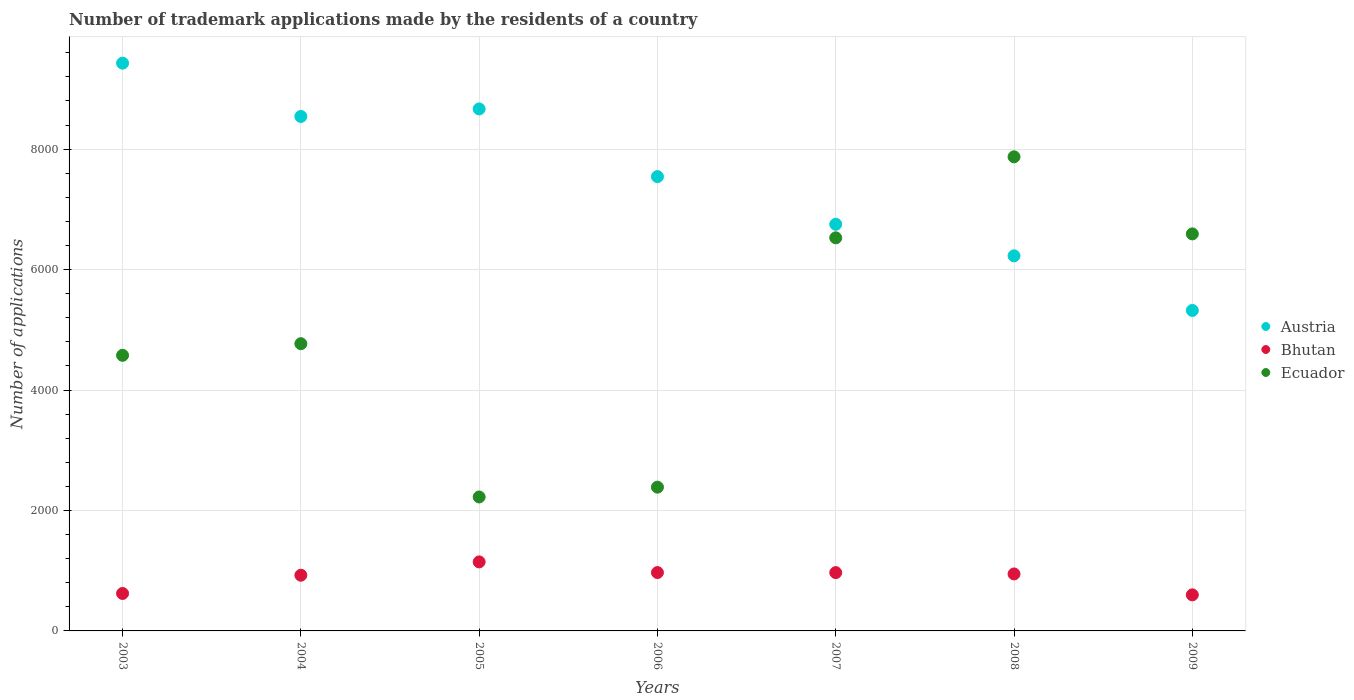 Number of trademark applications made by the residents of a country
Number of applications
8000
6000
4000
2000
0
2003
2004
2005
2006
2007
2008
2009
Years
Austria
Bhutan
Ecuador